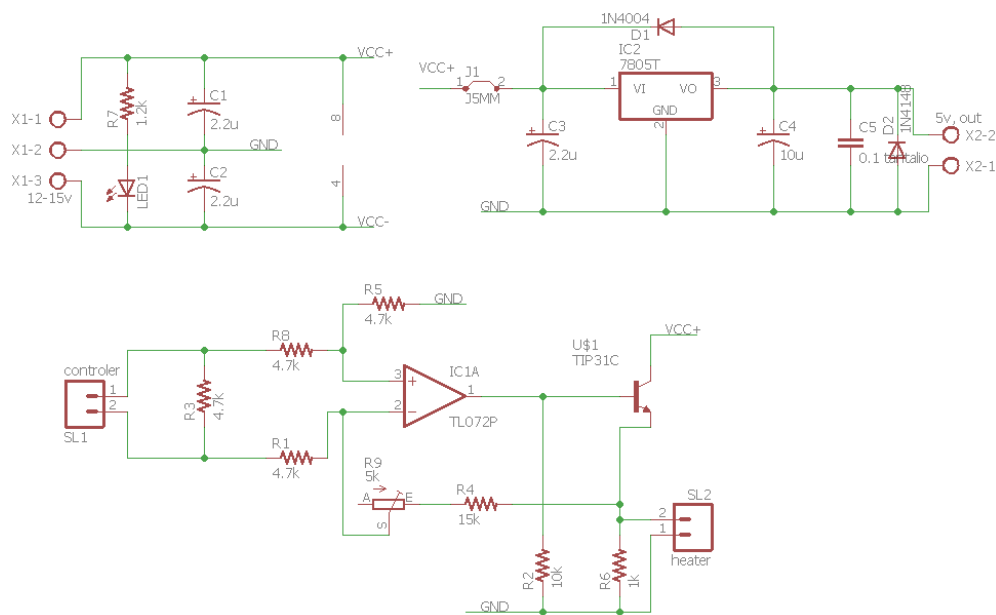 VCC+
C1
2.2u
R7
1.2k
X1-1
X1-2
GND
X1-3
C2
2.2u
12-15v
LED1
8
4
VCC-
1N4004
D1
IC2
7805T
VCC+
J1
1
2
J5MM
1
VI
VO
3
GND
2
C3
2.2u
C4
10u
C5
0.1 tantalio
D2
1N4148
5v, out
X2-2
X2-1
GND
R5
4.7k
GND
R8
4.7k
controler
1
2
SL1
R3
4.7k
IC1A
3
+
2
-
1
TL072P
U$1
TIP31C
VCC+
R1
4.7k
R9
5k
A
E
S
R4
15k
SL2
2
1
heater
R2
10k
R6
1k
GND